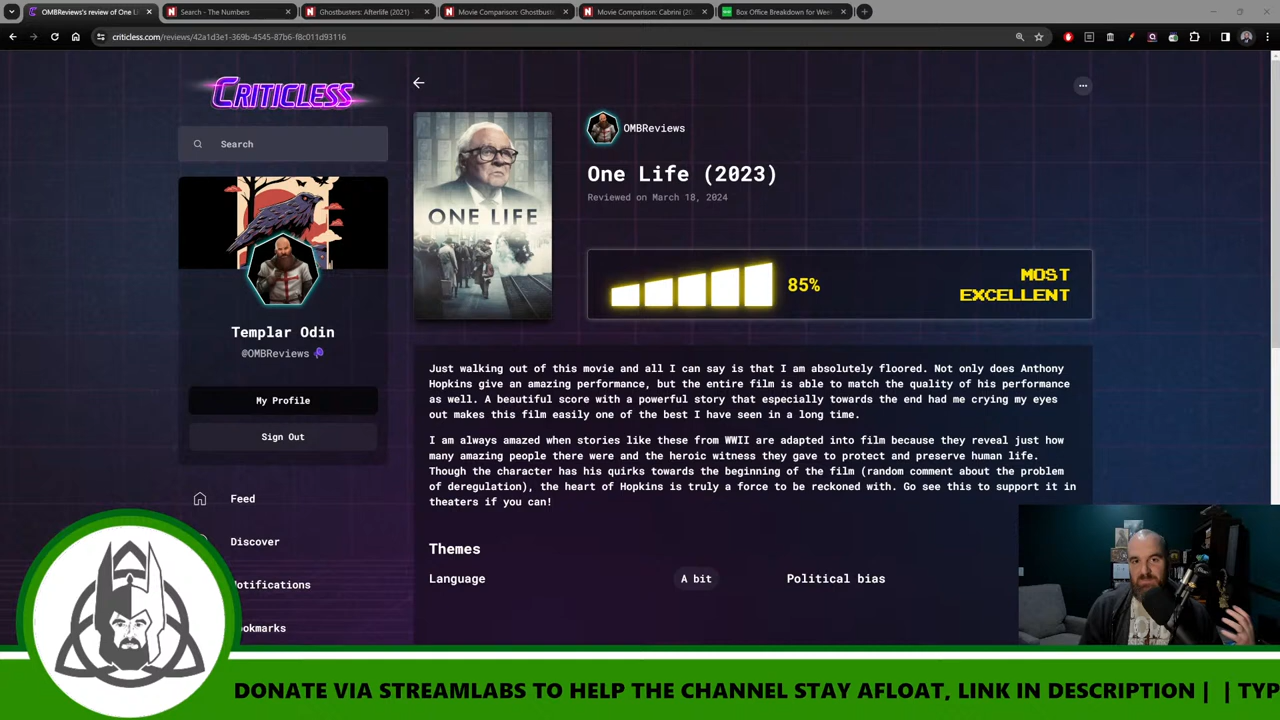 OMBReviews's review of One Li
Search - The Numbers
Ghostbusters: Afterlife (2021) -
Movie Comparison: Ghostbuste
Movie Comparison: Cabrini (20
Box Office Breakdown for Week
criticless.com/reviews/42a1d3e1-369b-4545-87b6-f8c011d93116
CRITICLESS
Search
Templar Odin
@OMBReviews
My Profile
Sign Out
Feed
Discover
Notifications
ookmarks
ONE LIFE
OMBReviews
One Life (2023)
Reviewed on March 18, 2024
85%
MOST
EXCELLENT
Just walking out of this movie and all I can say is that I am absolutely floored. Not only does Anthony
Hopkins give an amazing performance, but the entire film is able to match the quality of his performance
as well. A beautiful score with a powerful story that especially towards the end had me crying my eyes
out makes this film easily one of the best I have seen in a long time.
I am always amazed when stories like these from WWII are adapted into film because they reveal just how
many amazing people there were and the heroic witness they gave to protect and preserve human life.
Though the character has his quirks towards the beginning of the film (random comment about the problem
of deregulation), the heart of Hopkins is truly a force to be reckoned with. Go see this to support it in
theaters if you can!
Themes
Language
A bit
Political bias
DONATE VIA STREAMLABS TO HELP THE CHANNEL STAY AFLOAT, LINK IN DESCRIPTION | | TYP